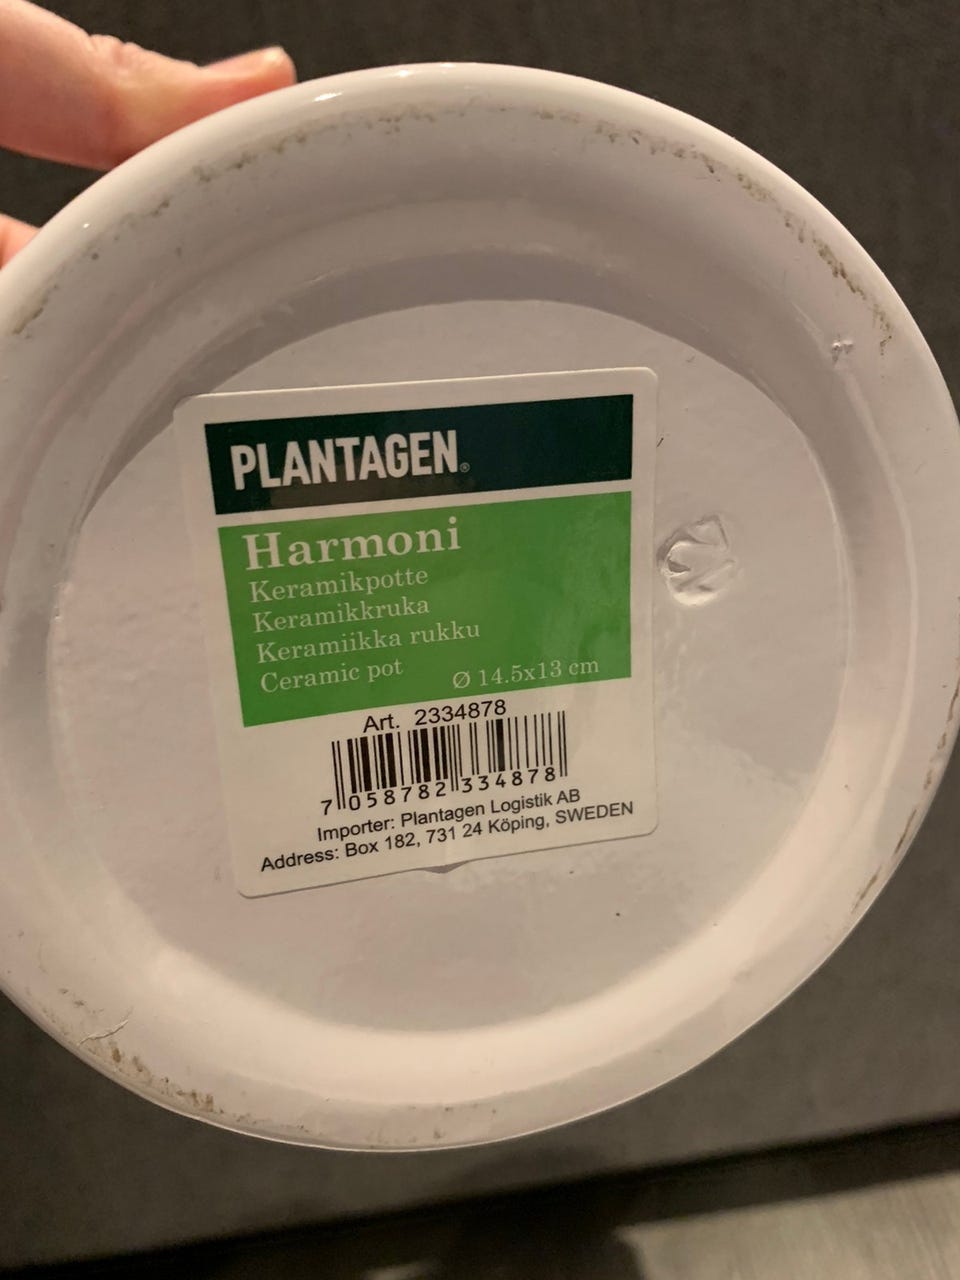 PLANTAGEN®
Harmoni
Keramikpotte
Keramikkruka
Keramiikka rukku
Ceramic pot Ø 14.5x13 cm
Art. 2334878
7 058782 334878
Importer: Plantagen Logistik AB
Address: Box 182, 731 24 Köping, SWEDEN